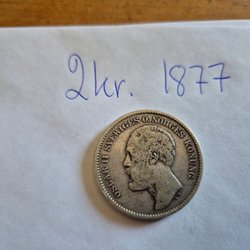 2kr. 1877
OSCAR II SVERIGES O. NORGES KONUNG